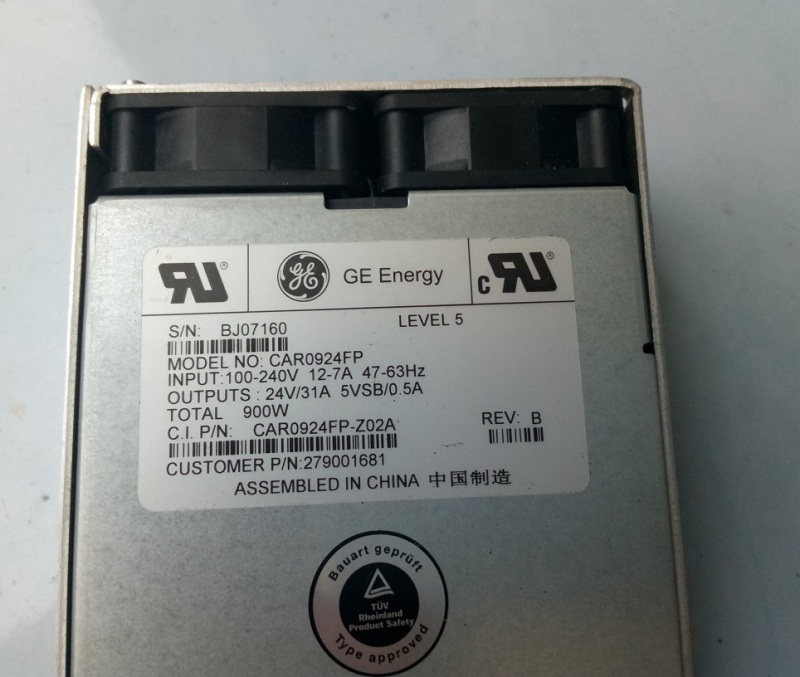 RU® GE GE Energy c RU®
S/N: BJ07160 LEVEL 5
MODEL NO: CAR0924FP
INPUT:100-240V 12-7A 47-63Hz
OUTPUTS : 24V/31A 5VSB/0.5A
TOTAL 900W
C.I. P/N: CAR0924FP-Z02A REV: B
CUSTOMER P/N:279001681
ASSEMBLED IN CHINA 中国制造
Bauart geprüft
TÜV
Rheinland
Product Safety
Type approved